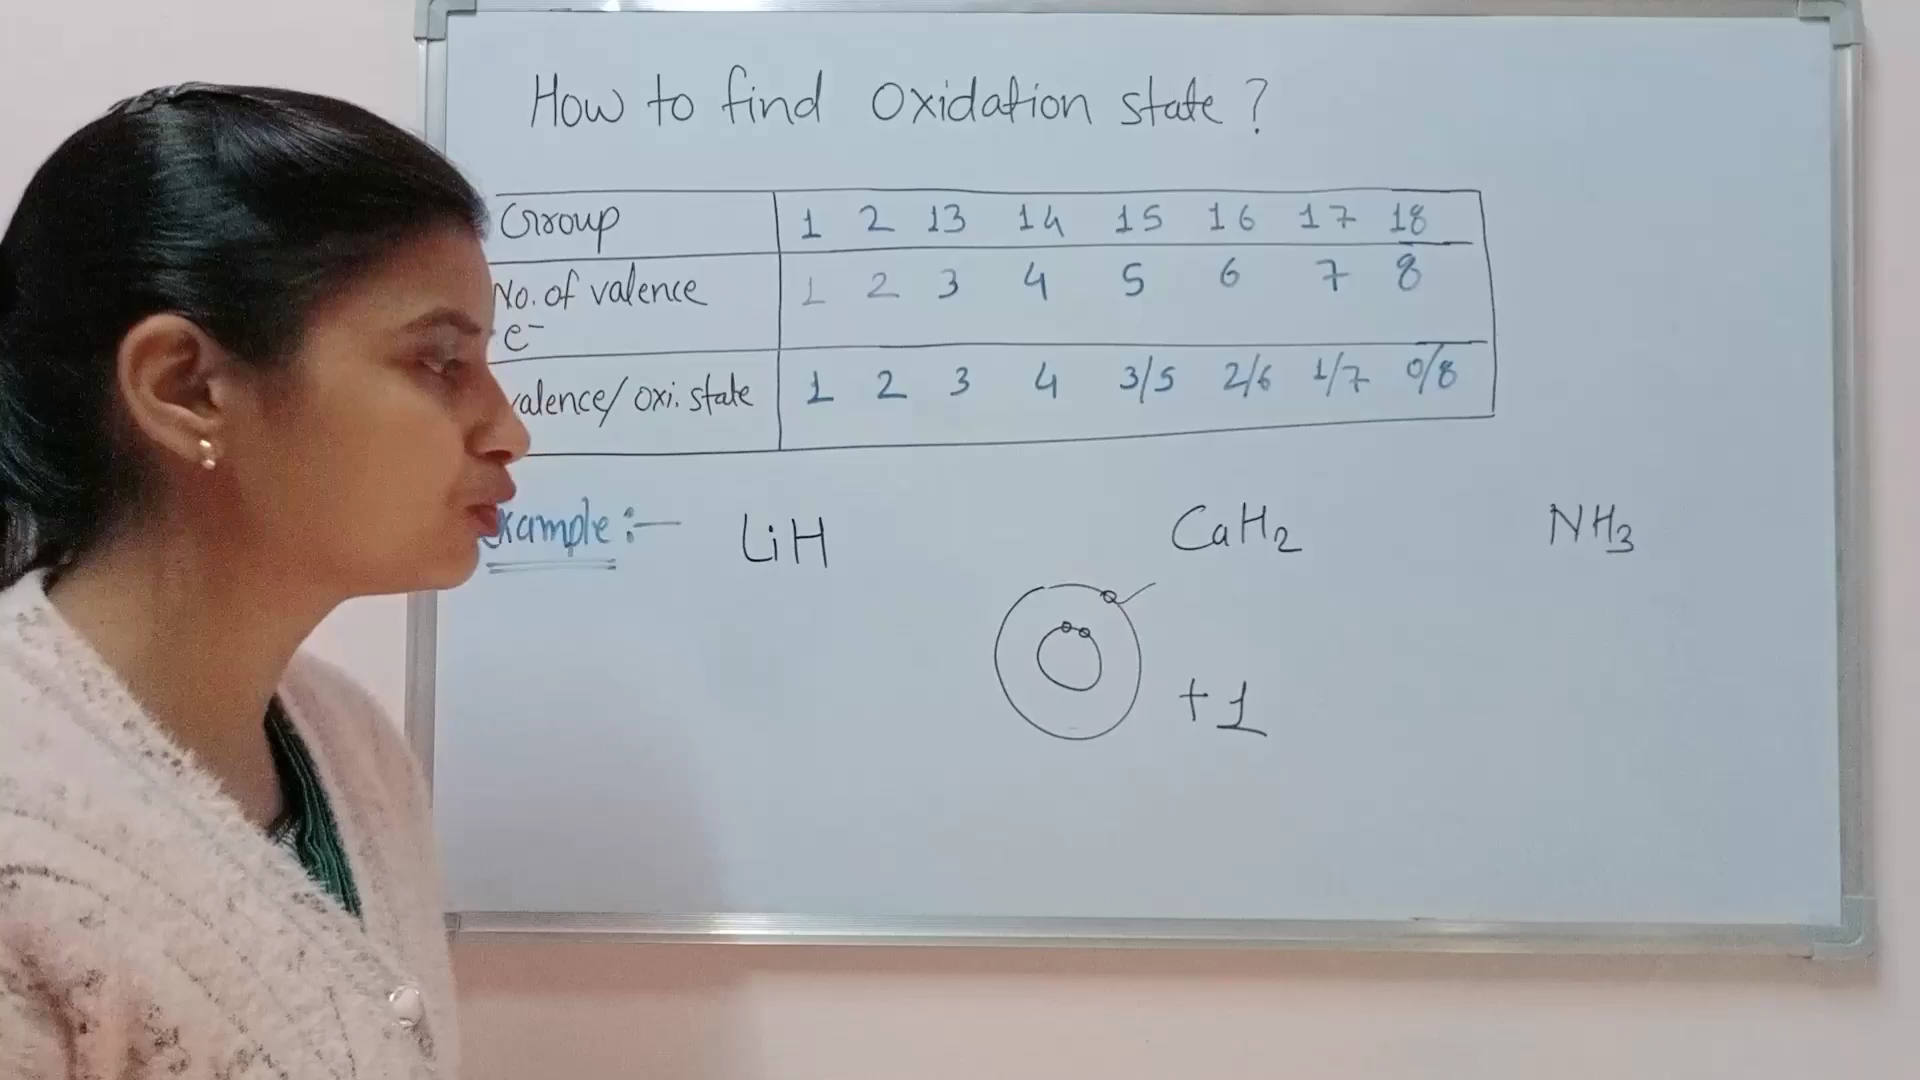 How to find Oxidation state?
Group 1 2 13 14 15 16 17 18
No. of valence 1 2 3 4 5 6 7 8
e⁻
valence/oxi. state 1 2 3 4 3/5 2/6 1/7 0/8
Example :— LiH CaH₂ NH₃
+1